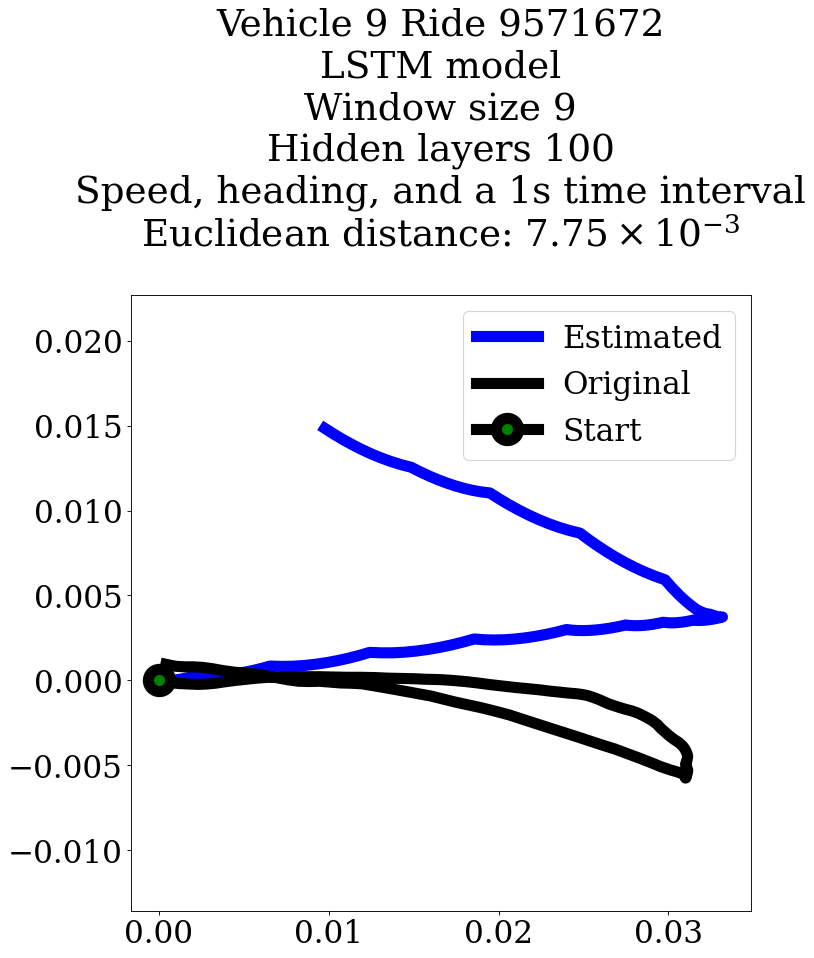 Vehicle 9 Ride 9571672
LSTM model
Window size 9
Hidden layers 100
Speed, heading, and a 1s time interval
Euclidean distance: 7.75 × 10⁻³
Estimated
Original
Start
0.020
0.015
0.010
0.005
0.000
−0.005
−0.010
0.00 0.01 0.02 0.03